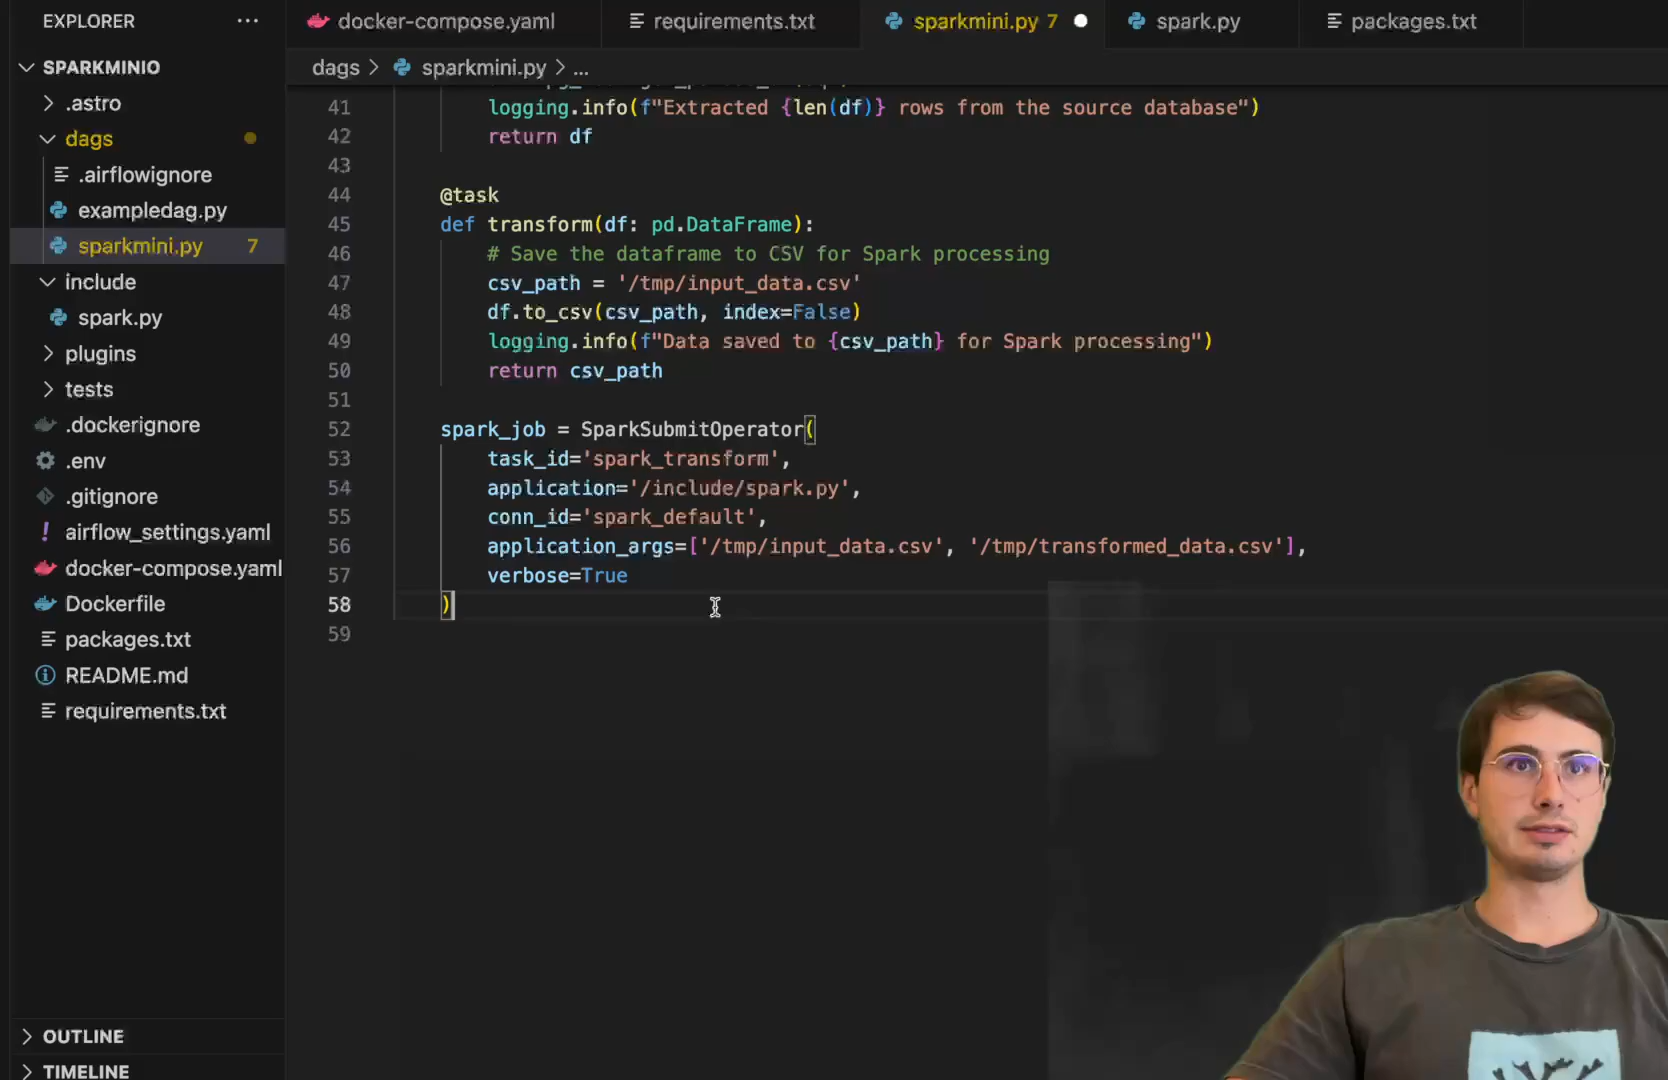 EXPLORER
SPARKMINIO
.astro
dags
.airflowignore
exampledag.py
sparkmini.py 7
include
spark.py
plugins
tests
.dockerignore
.env
.gitignore
airflow_settings.yaml
docker-compose.yaml
Dockerfile
packages.txt
README.md
requirements.txt
OUTLINE
TIMELINE
docker-compose.yaml requirements.txt sparkmini.py 7 spark.py packages.txt
dags > sparkmini.py > ...
41 logging.info(f"Extracted {len(df)} rows from the source database")
42 return df
43
44 @task
45 def transform(df: pd.DataFrame):
46 # Save the dataframe to CSV for Spark processing
47 csv_path = '/tmp/input_data.csv'
48 df.to_csv(csv_path, index=False)
49 logging.info(f"Data saved to {csv_path} for Spark processing")
50 return csv_path
51
52 spark_job = SparkSubmitOperator(
53 task_id='spark_transform',
54 application='/include/spark.py',
55 conn_id='spark_default',
56 application_args=['/tmp/input_data.csv', '/tmp/transformed_data.csv'],
57 verbose=True
58 )
59